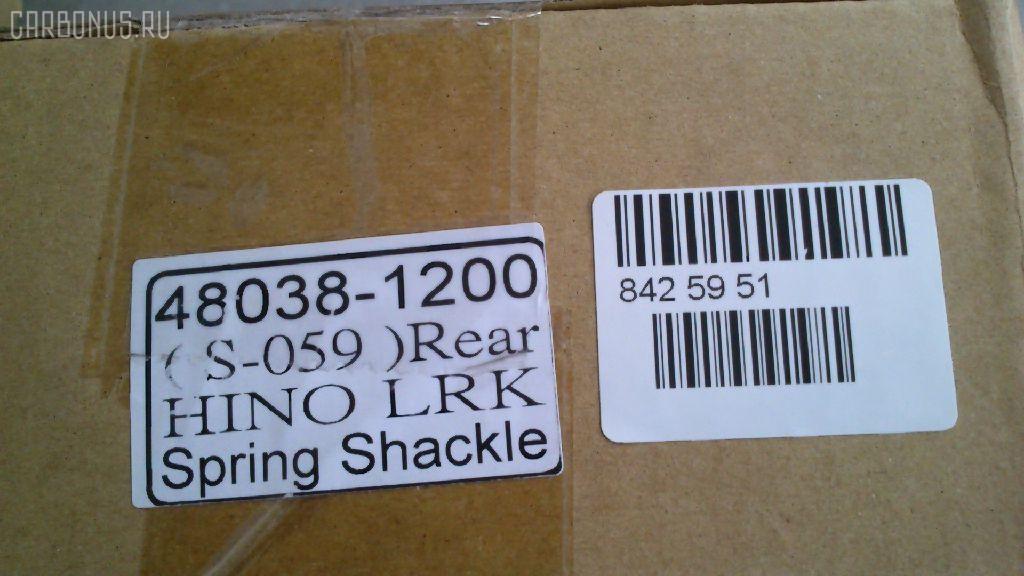 CARBONUS.RU
48038-1200
( S-059 )Rear
HINO LRK
Spring Shackle
842 59 51